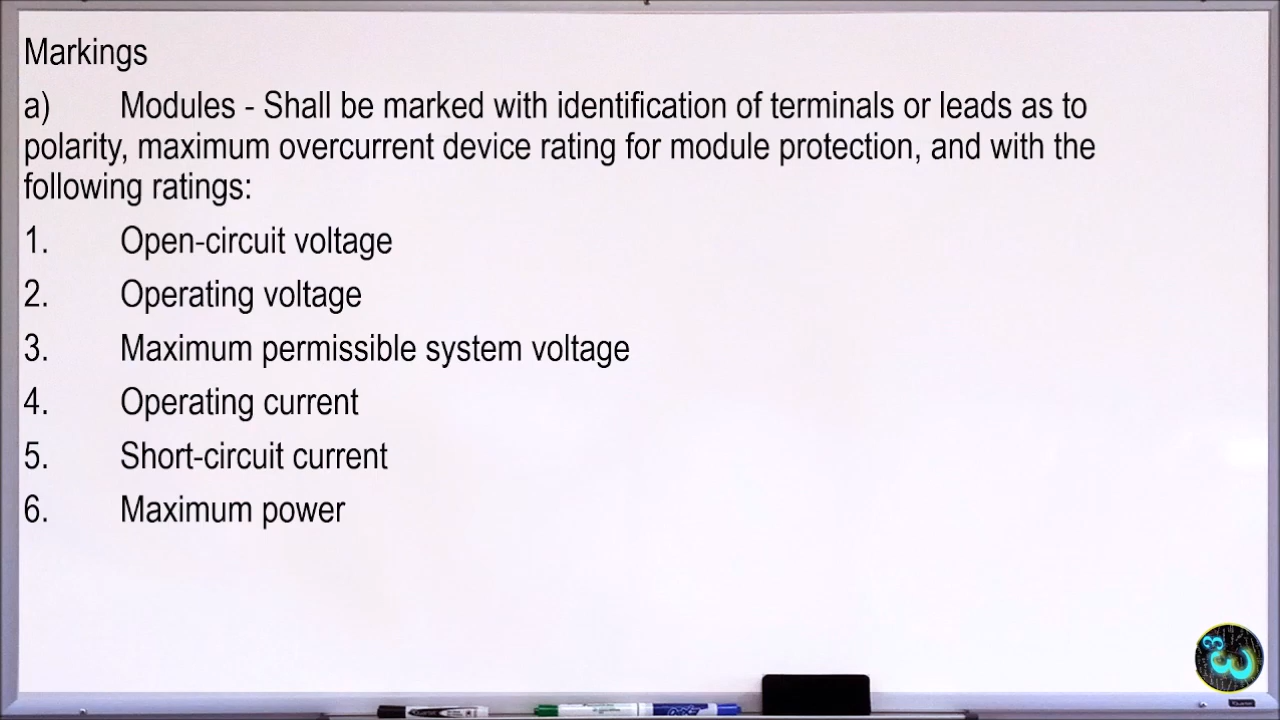 Markings
a) Modules - Shall be marked with identification of terminals or leads as to
polarity, maximum overcurrent device rating for module protection, and with the
following ratings:
1. Open-circuit voltage
2. Operating voltage
3. Maximum permissible system voltage
4. Operating current
5. Short-circuit current
6. Maximum power